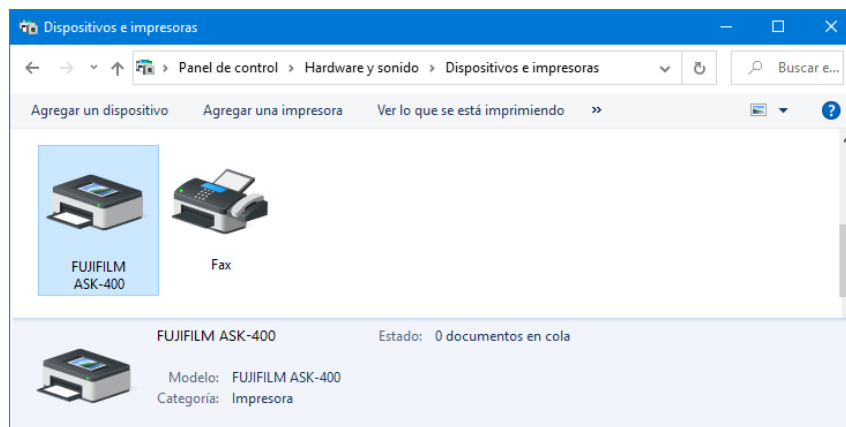 Dispositivos e impresoras
Panel de control > Hardware y sonido > Dispositivos e impresoras
Buscar e...
Agregar un dispositivo Agregar una impresora Ver lo que se está imprimiendo »
?
FUJIFILM
ASK-400
Fax
FUJIFILM ASK-400 Estado: 0 documentos en cola
Modelo: FUJIFILM ASK-400
Categoría: Impresora